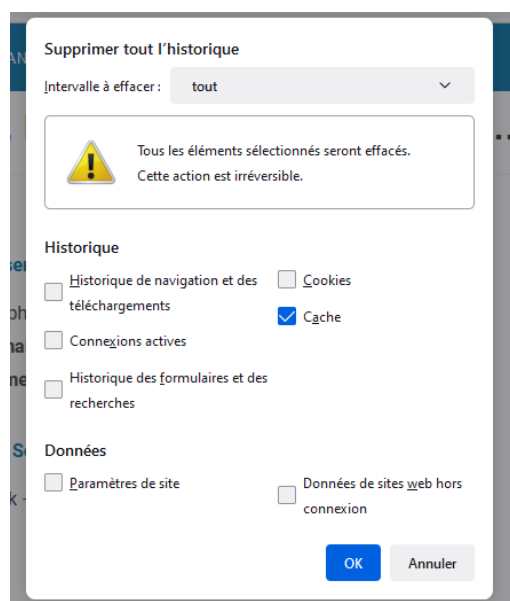 Supprimer tout l'historique
Intervalle à effacer : tout
Tous les éléments sélectionnés seront effacés.
Cette action est irréversible.
Historique
Historique de navigation et des
téléchargements
Cookies
Cache
Connexions actives
Historique des formulaires et des
recherches
Données
Paramètres de site
Données de sites web hors
connexion
OK
Annuler